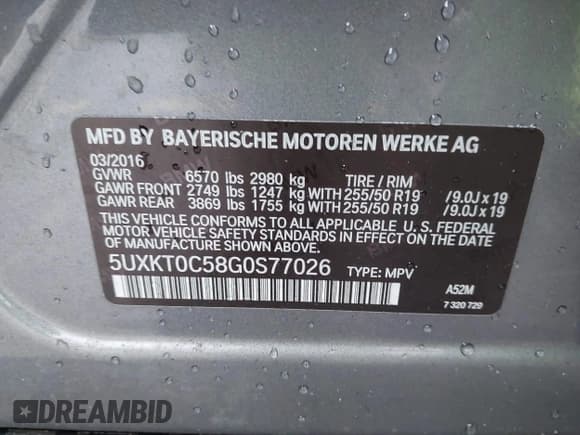 MFD BY BAYERISCHE MOTOREN WERKE AG
03/2016
GVWR 6570 lbs 2980 kg TIRE / RIM
GAWR FRONT 2749 lbs 1247 kg WITH 255/50 R19 / 9.0J x 19
GAWR REAR 3869 lbs 1755 kg WITH 255/50 R19 / 9.0J x 19
THIS VEHICLE CONFORMS TO ALL APPLICABLE U. S. FEDERAL
MOTOR VEHICLE SAFETY STANDARDS IN EFFECT ON THE DATE
OF MANUFACTURE SHOWN ABOVE.
5UXKT0C58G0S77026 TYPE: MPV
A52M
7 320 729
DREAMBID